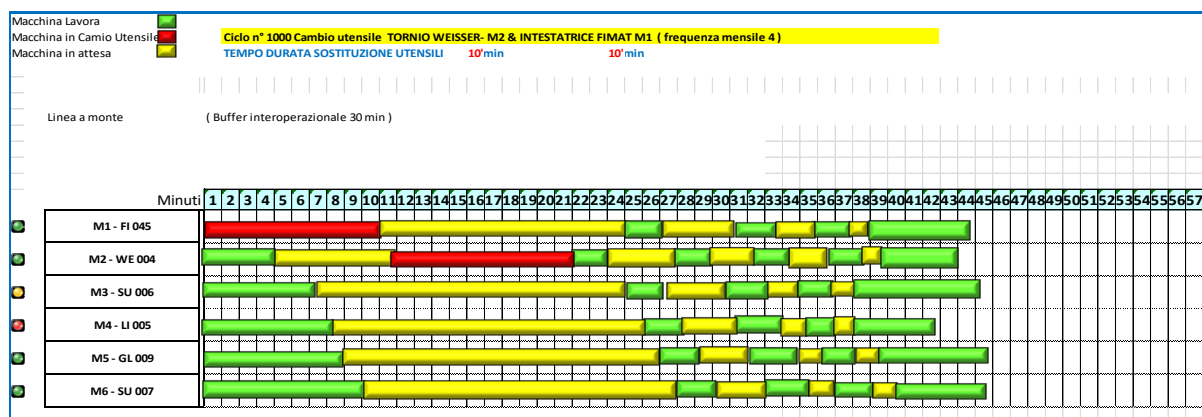 Macchina Lavora
Macchina in Camio Utensile
Ciclo n° 1000 Cambio utensile TORNIO WEISSER- M2 & INTESTATRICE FIMAT M1 ( frequenza mensile 4 )
Macchina in attesa
TEMPO DURATA SOSTITUZIONE UTENSILI 10'min 10'min
Linea a monte ( Buffer interoperazionale 30 min )
Minuti 1 2 3 4 5 6 7 8 9 10 11 12 13 14 15 16 17 18 19 20 21 22 23 24 25 26 27 28 29 30 31 32 33 34 35 36 37 38 39 40 41 42 43 44 45 46 47 48 49 50 51 52 53 54 55 56 57
M1 - FI 045
M2 - WE 004
M3 - SU 006
M4 - LI 005
M5 - GL 009
M6 - SU 007